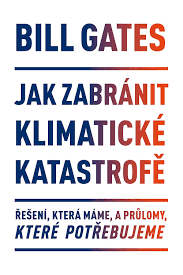 BILL GATES
JAK ZABRÁNIT
KLIMATICKÉ
KATASTROFĚ
ŘEŠENÍ, KTERÁ MÁME, A PRŮLOMY,
KTERÉ POTŘEBUJEME